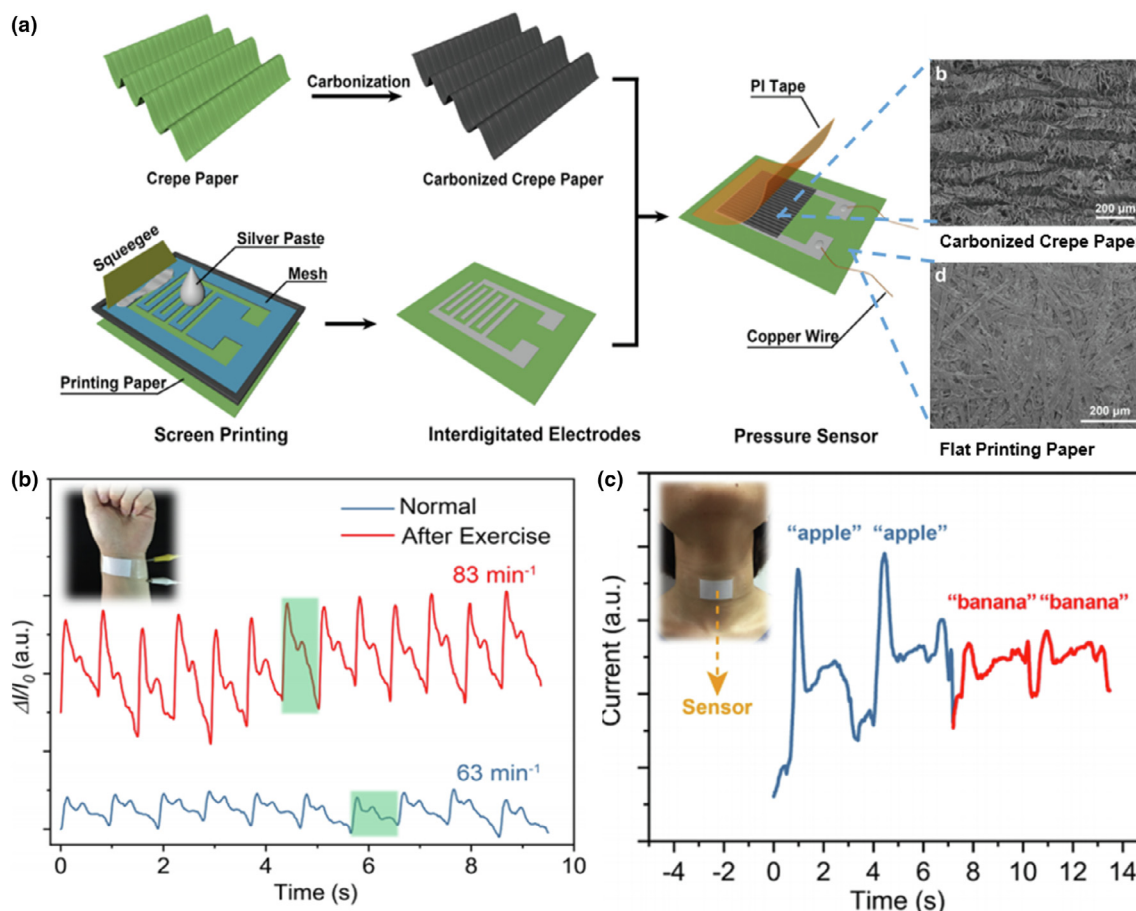 (a)
Carbonization
Crepe Paper
Carbonized Crepe Paper
PI Tape
b
200 μm
Carbonized Crepe Paper
Squeegee
Silver Paste
Mesh
Printing Paper
Copper Wire
d
200 μm
Screen Printing
Interdigitated Electrodes
Pressure Sensor
Flat Printing Paper
(b)
Normal
After Exercise
83 min⁻¹
63 min⁻¹
ΔI/I₀ (a.u.)
0 2 4 6 8 10
Time (s)
(c)
“apple” “apple”
“banana” “banana”
Sensor
Current (a.u.)
-4 -2 0 2 4 6 8 10 12 14
Time (s)